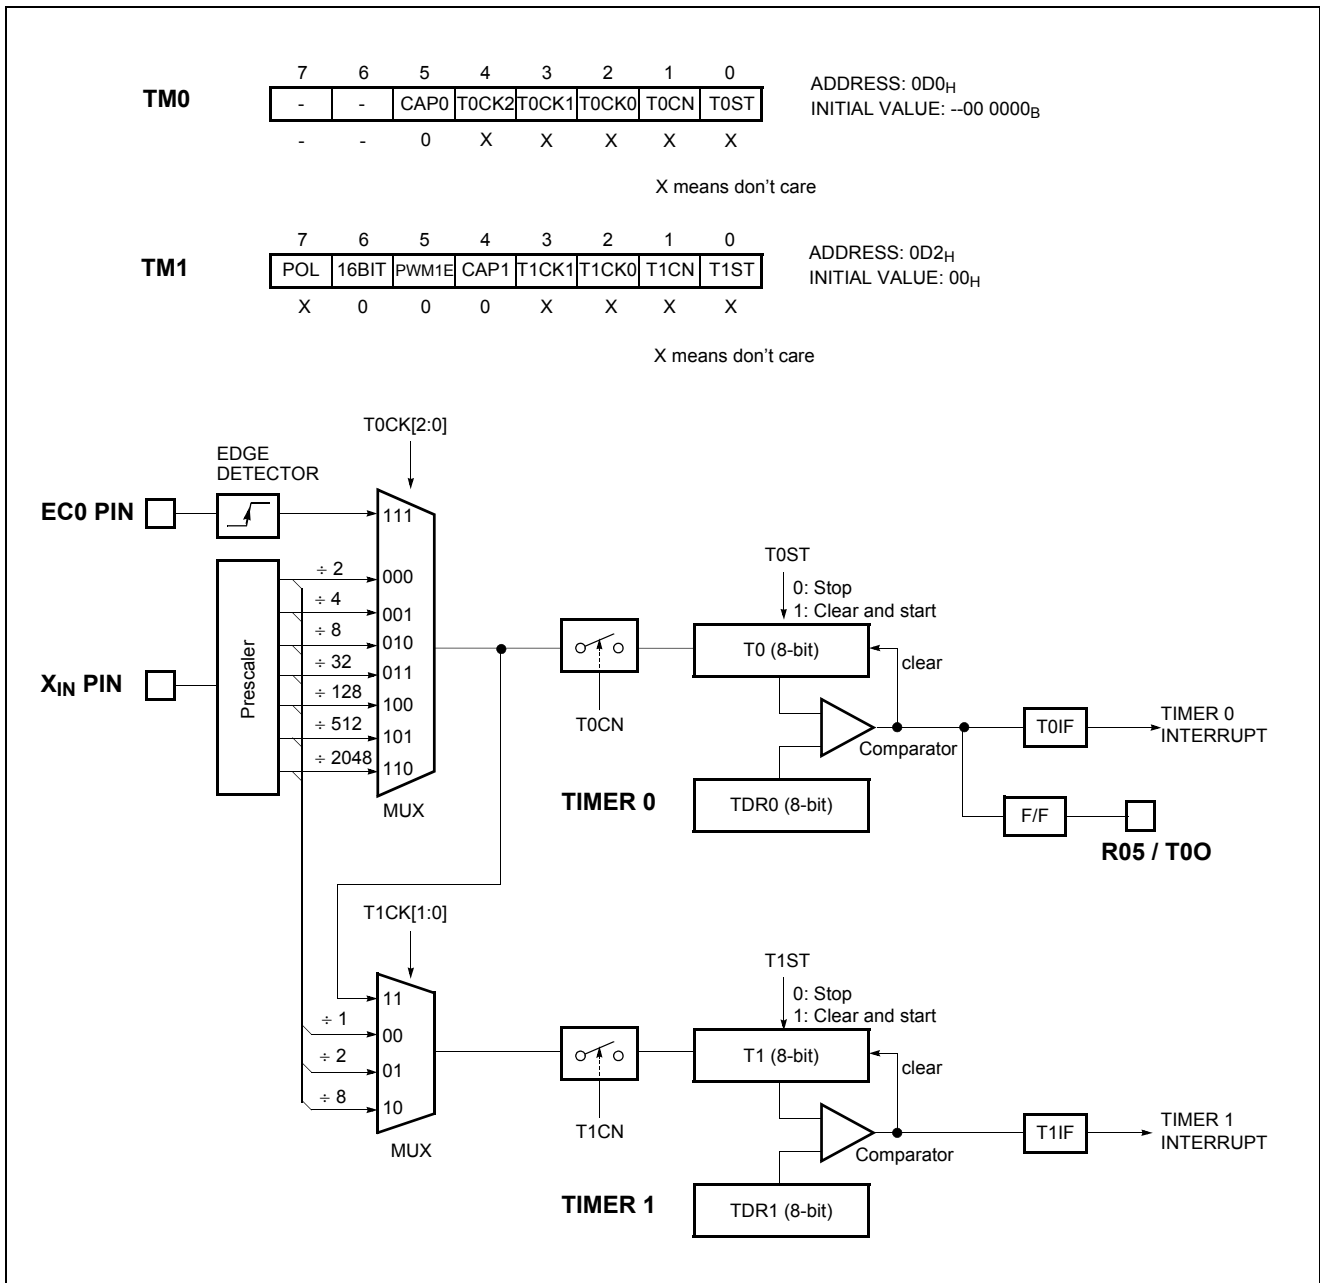 7 6 5 4 3 2 1 0
TM0 - - CAP0 T0CK2 T0CK1 T0CK0 T0CN T0ST
ADDRESS: 0D0H
INITIAL VALUE: --00 0000B
- - 0 X X X X X
X means don't care
7 6 5 4 3 2 1 0
TM1 POL 16BIT PWM1E CAP1 T1CK1 T1CK0 T1CN T1ST
ADDRESS: 0D2H
INITIAL VALUE: 00H
X 0 0 0 X X X X
X means don't care
T0CK[2:0]
EDGE
DETECTOR
EC0 PIN
111
XIN PIN
Prescaler
÷ 2 000
÷ 4 001
÷ 8 010
÷ 32 011
÷ 128 100
÷ 512 101
÷ 2048 110
MUX
T0CN
T0ST
0: Stop
1: Clear and start
T0 (8-bit)
clear
Comparator
TIMER 0
TDR0 (8-bit)
T0IF
TIMER 0
INTERRUPT
F/F
R05 / T0O
T1CK[1:0]
11
÷ 1 00
÷ 2 01
÷ 8 10
MUX
T1CN
T1ST
0: Stop
1: Clear and start
T1 (8-bit)
clear
Comparator
TIMER 1
TDR1 (8-bit)
T1IF
TIMER 1
INTERRUPT